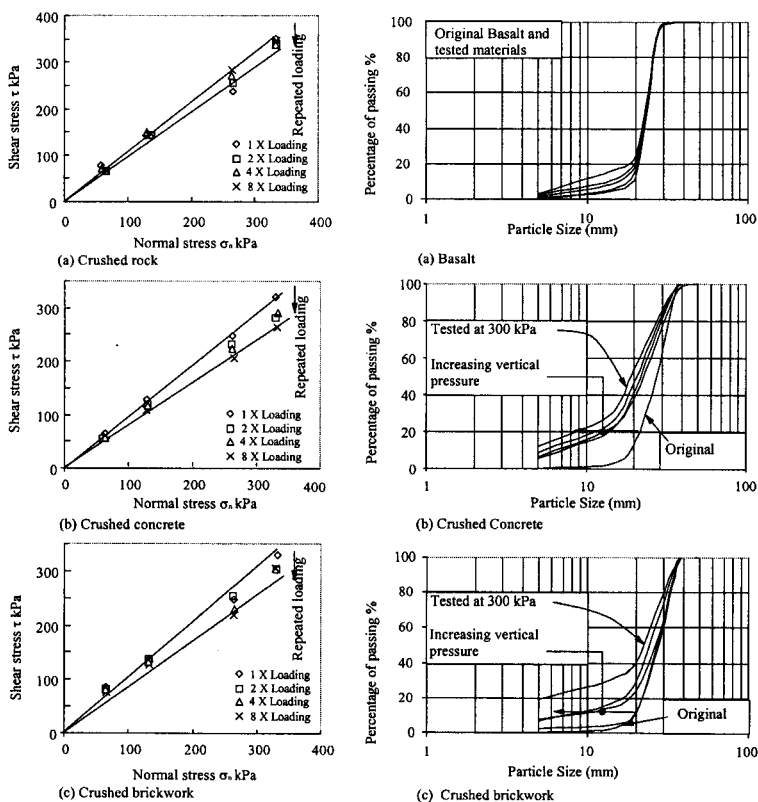 Shear stress τ kPa
400
350
300
250
200
150
100
50
0
0
100
200
300
400
Normal stress σn kPa
◇ 1 X Loading
□ 2 X Loading
△ 4 X Loading
× 8 X Loading
Repeated loading
(a) Crushed rock
Percentage of passing %
100
80
60
40
20
0
Original Basalt and
tested materials
1
10
100
Particle Size (mm)
(a) Basalt
Shear stress τ kPa
300
200
100
0
0
100
200
300
400
Normal stress σn kPa
◇ 1 X Loading
□ 2 X Loading
△ 4 X Loading
× 8 X Loading
Repeated loading
(b) Crushed concrete
Percentage of passing %
100
80
60
40
20
0
Tested at 300 kPa
Increasing vertical
pressure
Original
1
10
100
Particle Size (mm)
(b) Crushed Concrete
Shear stress τ kPa
300
200
100
0
0
100
200
300
400
Normal stress σn kPa
◇ 1 X Loading
□ 2 X Loading
△ 4 X Loading
× 8 X Loading
Repeated loading
(c) Crushed brickwork
Percentage of passing %
100
80
60
40
20
0
Tested at 300 kPa
Increasing vertical
pressure
Original
1
10
100
Particle Size (mm)
(c) Crushed brickwork